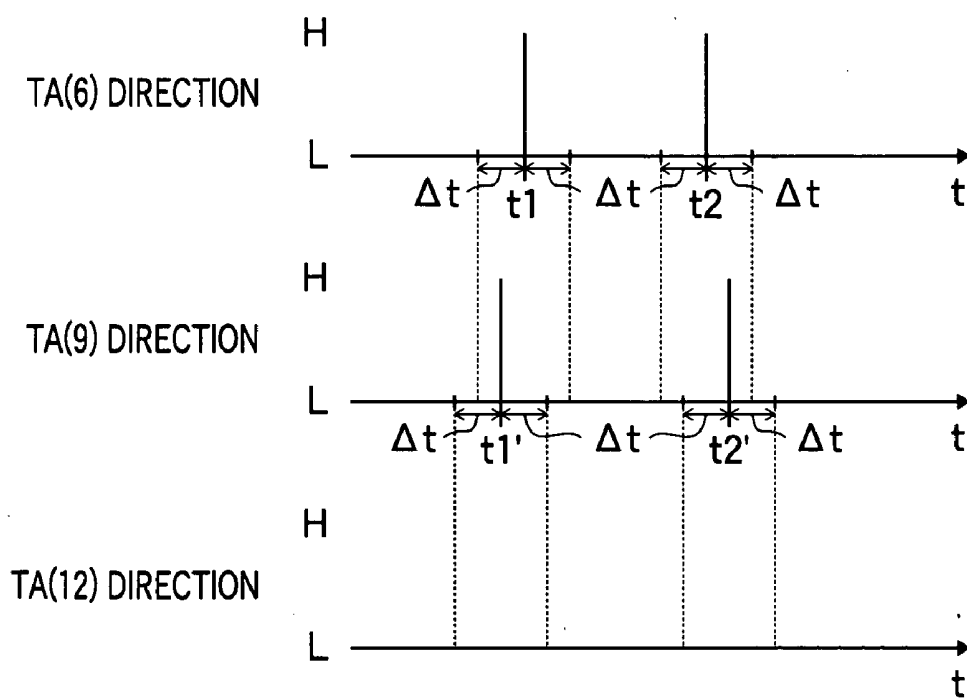 H
TA(6) DIRECTION
L
Δt t1 Δt t2 Δt t
H
TA(9) DIRECTION
L
Δt t1' Δt t2' Δt t
H
TA(12) DIRECTION
L
t